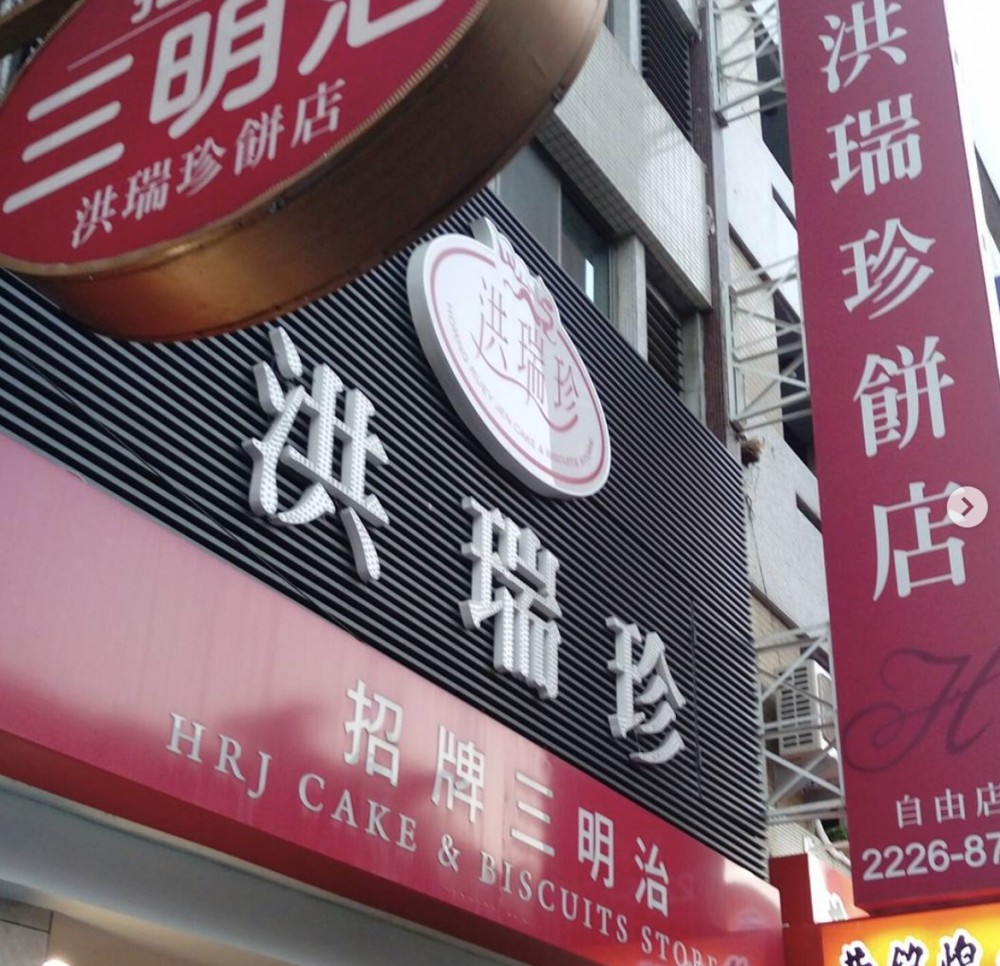 三明治
洪瑞珍餅店
洪瑞珍
洪瑞珍
招牌三明治
HRJ CAKE & BISCUITS STORE
洪瑞珍餅店
H
自由店
2226-87